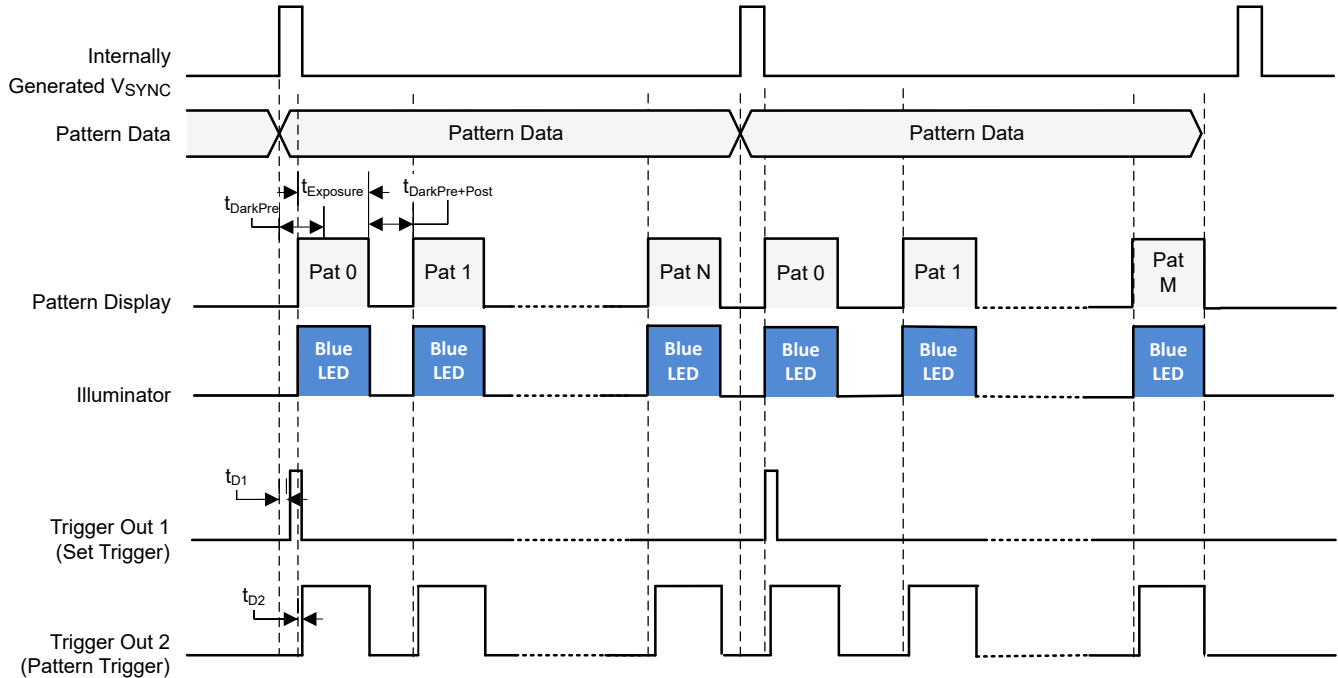 Internally
Generated VSYNC
Pattern Data
Pattern Data
Pattern Data
tExposure
tDarkPre+Post
tDarkPre
Pat 0
Pat 1
Pat N
Pat 0
Pat 1
Pat
M
Pattern Display
Blue
LED
Blue
LED
Blue
LED
Blue
LED
Blue
LED
Blue
LED
Illuminator
tD1
Trigger Out 1
(Set Trigger)
tD2
Trigger Out 2
(Pattern Trigger)